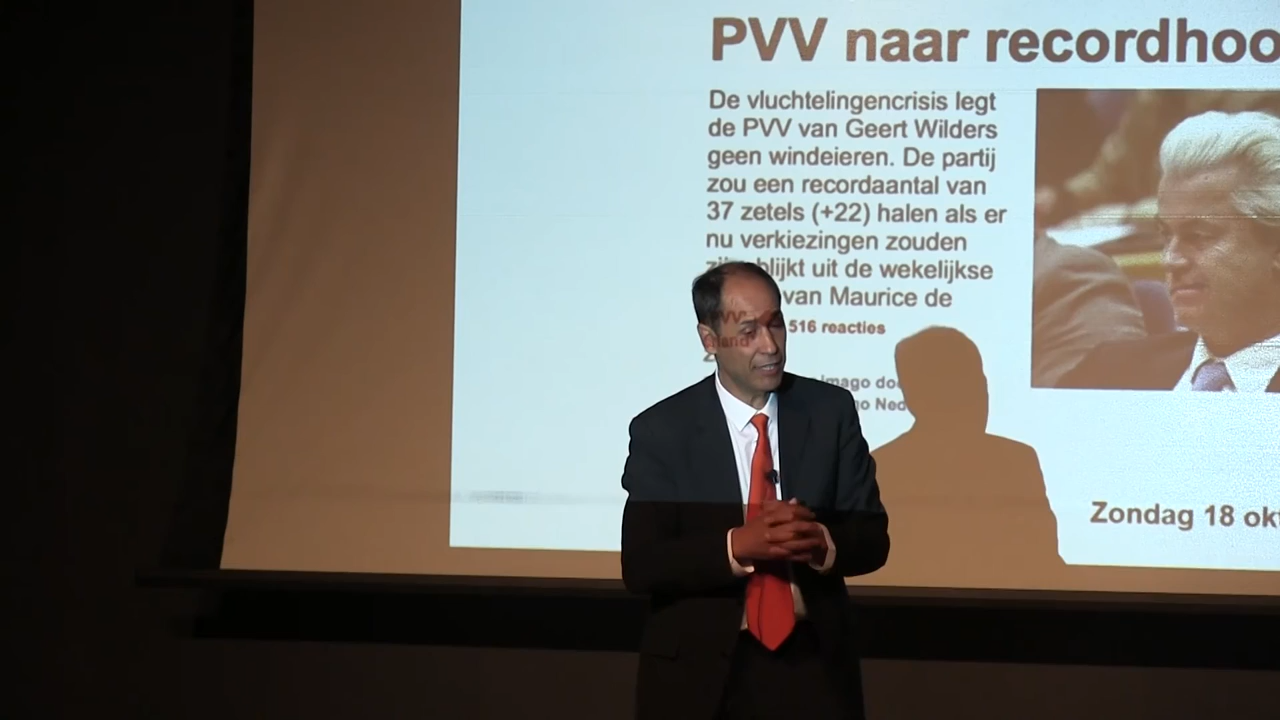 PVV naar recordhoo
De vluchtelingencrisis legt
de PVV van Geert Wilders
geen windeieren. De partij
zou een recordaantal van
37 zetels (+22) halen als er
nu verkiezingen zouden
blijkt uit de wekelijkse
van Maurice de
516 reacties
Imago
Zondag 18 okt